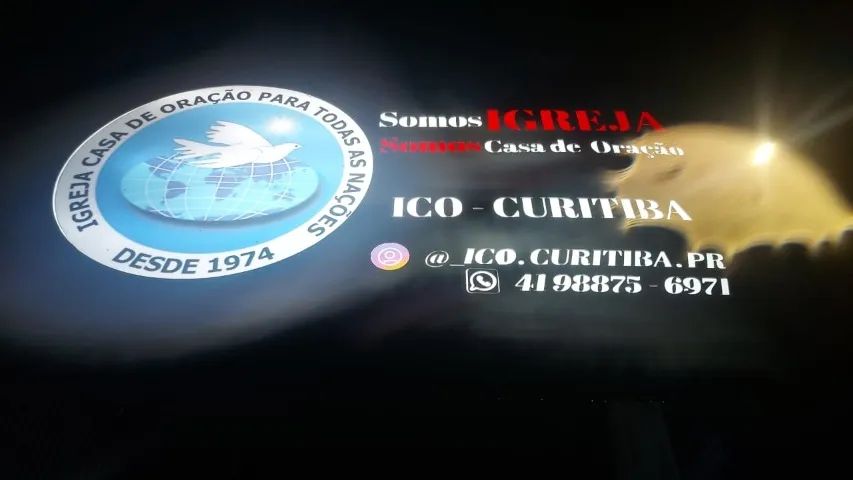 IGREJA CASA DE ORAÇÃO PARA TODAS AS NAÇÕES
DESDE 1974
Somos IGREJA
Somos Casa de Oração
ICO - CURITIBA
@_ICO.CURITIBA.PR
41 98875 - 6971